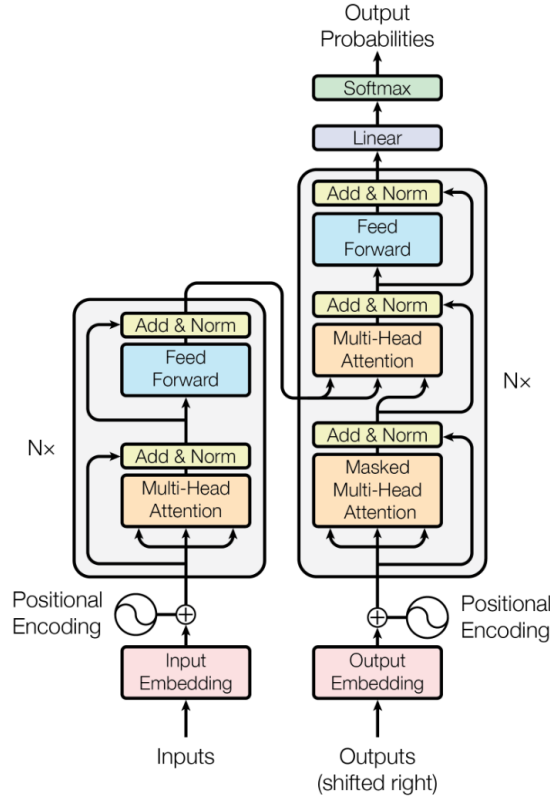 Output
Probabilities
Softmax
Linear
Add & Norm
Feed
Forward
Add & Norm
Multi-Head
Attention
Add & Norm
Masked
Multi-Head
Attention
N×
Add & Norm
Feed
Forward
Add & Norm
Multi-Head
Attention
N×
Positional
Encoding
Positional
Encoding
Input
Embedding
Output
Embedding
Inputs
Outputs
(shifted right)